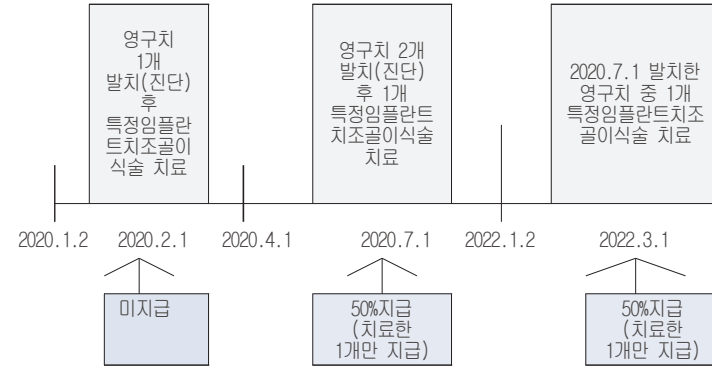 영구치
1개
발치(진단)
후
특정임플란
트치조골이
식술 치료
영구치 2개
발치(진단)
후 1개
특정임플란트
치조골이식술
치료
2020.7.1 발치한
영구치 중 1개
특정임플란트치조
골이식술 치료
2020.1.2
2020.2.1
2020.4.1
2020.7.1
2022.1.2
2022.3.1
미지급
50%지급
(치료한
1개만 지급)
50%지급
(치료한
1개만 지급)